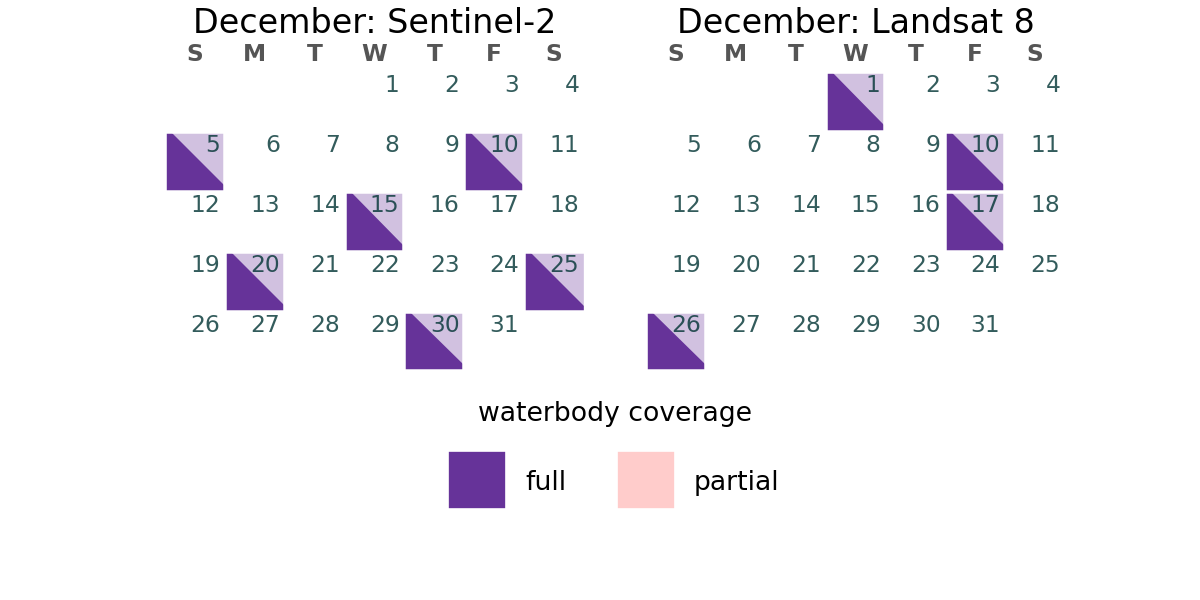 December: Sentinel-2
S M T W T F S
1 2 3 4
5 6 7 8 9 10 11
12 13 14 15 16 17 18
19 20 21 22 23 24 25
26 27 28 29 30 31
December: Landsat 8
S M T W T F S
1 2 3 4
5 6 7 8 9 10 11
12 13 14 15 16 17 18
19 20 21 22 23 24 25
26 27 28 29 30 31
waterbody coverage
full partial